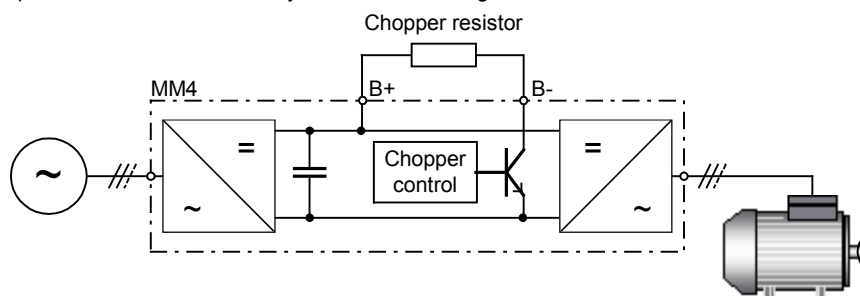 Chopper resistor
MM4
B+
B-
=
=
Chopper
control
~
~
~